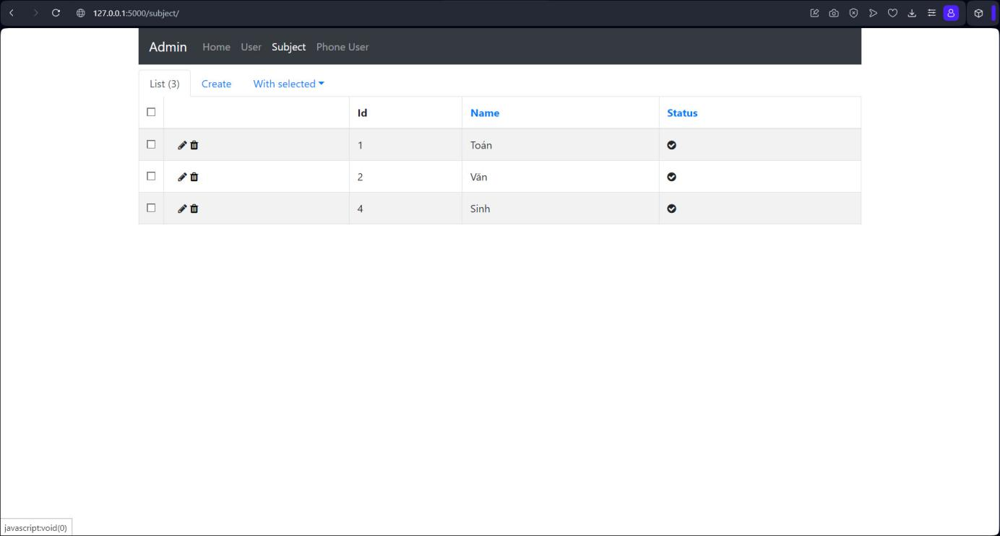 127.0.0.1:5000/subject/
Admin Home User Subject Phone User
List (3) Create With selected
Id Name Status
1 Toán
2 Văn
4 Sinh
javascript:void(0)